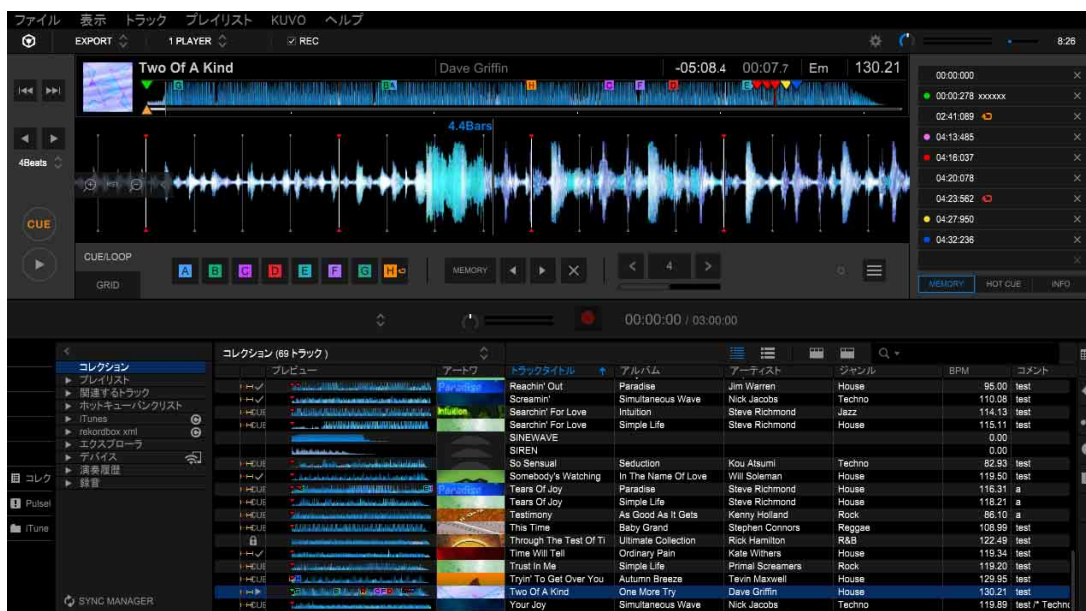 ファイル 表示 トラック プレイリスト KUVO ヘルプ
EXPORT 1 PLAYER REC 8:26
Two Of A Kind Dave Griffin -05:08.4 00:07.7 Em 130.21
G B A H C F D E
4.4Bars
4Beats
CUE
CUE/LOOP
GRID
A B C D E F G H MEMORY 4
00:00:000
00:00:278 xxxxxx
02:41:089
04:13:485
04:16:037
04:20:078
04:23:562
04:27:950
04:32:236
MEMORY HOT CUE INFO
00:00:00 / 03:00:00
コレクション
プレイリスト
関連するトラック
ホットキューバンクリスト
iTunes
rekordbox xml
エクスプローラ
デバイス
演奏履歴
録音
コレク
Pulsel
iTune
SYNC MANAGER
コレクション (69 トラック )
プレビュー アートワ トラックタイトル アルバム アーティスト ジャンル BPM コメント
Reachin' Out Paradise Jim Warren House 95.00 test
Screamin' Simultaneous Wave Nick Jacobs Techno 110.08 test
Searchin' For Love Intuition Steve Richmond Jazz 114.13 test
Searchin' For Love Simple Life Steve Richmond House 115.11 test
SINEWAVE 0.00
SIREN 0.00
So Sensual Seduction Kou Atsumi Techno 82.93 test
Somebody's Watching In The Name Of Love Will Soleman House 119.50 test
Tears Of Joy Paradise Steve Richmond House 116.31 a
Tears Of Joy Simple Life Steve Richmond House 118.21 a
Testimony As Good As It Gets Kenny Holland Rock 86.10 a
This Time Baby Grand Stephen Connors Reggae 108.99 test
Through The Test Of Ti Ultimate Collection Rick Hamilton R&B 122.49 test
Time Will Tell Ordinary Pain Kate Withers House 119.34 test
Trust In Me Simple Life Primal Screamers Rock 119.20 test
Tryin' To Get Over You Autumn Breeze Tevin Maxwell House 129.95 test
Two Of A Kind One More Try Dave Griffin House 130.21 test
Your Joy Simultaneous Wave Nick Jacobs Techno 119.89 test /* Techno